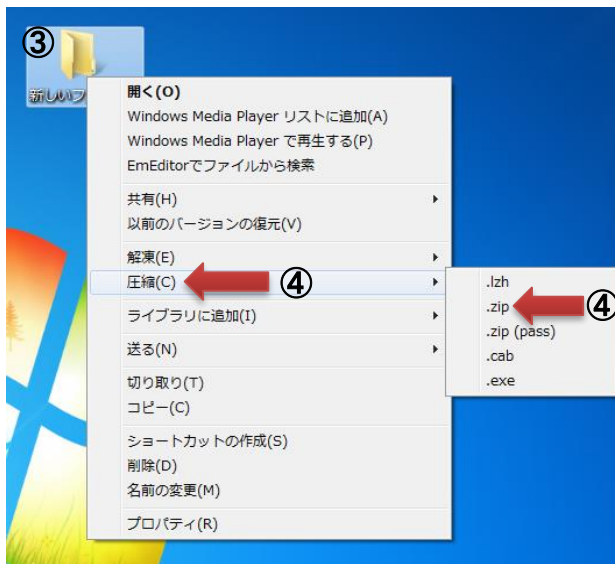 ③
新しいフ
開く(O)
Windows Media Player リストに追加(A)
Windows Media Player で再生する(P)
EmEditorでファイルから検索
共有(H)
以前のバージョンの復元(V)
解凍(E)
圧縮(C) ④
.lzh
.zip ④
.zip (pass)
.cab
.exe
ライブラリに追加(I)
送る(N)
切り取り(T)
コピー(C)
ショートカットの作成(S)
削除(D)
名前の変更(M)
プロパティ(R)